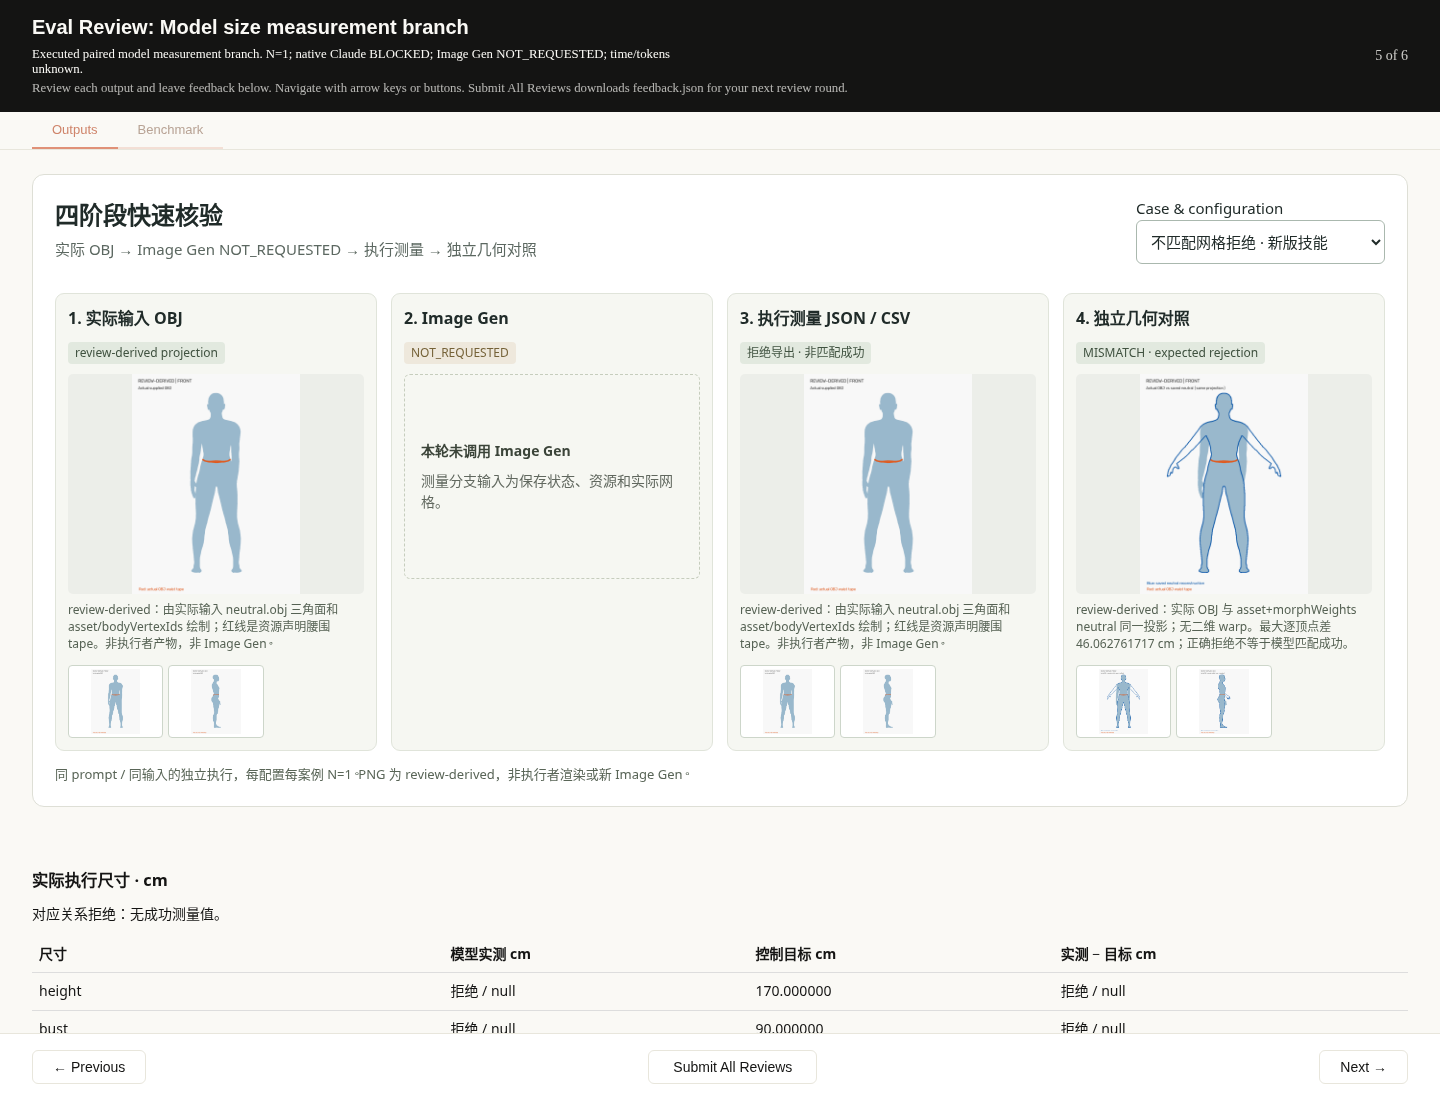 Eval Review: Model size measurement branch
Executed paired model measurement branch. N=1; native Claude BLOCKED; Image Gen NOT_REQUESTED; time/tokens
unknown.
5 of 6
Review each output and leave feedback below. Navigate with arrow keys or buttons. Submit All Reviews downloads feedback.json for your next review round.
Outputs
Benchmark
四阶段快速核验
实际 OBJ → Image Gen NOT_REQUESTED → 执行测量 → 独立几何对照
Case & configuration
不匹配网格拒绝 · 新版技能
1. 实际输入 OBJ
review-derived projection
REVIEW-DERIVED | FRONT
review-derived：由实际输入 neutral.obj 三角面和
asset/bodyVertexIds 绘制；红线是资源声明腰围
tape。非执行者产物，非 Image Gen。
2. Image Gen
NOT_REQUESTED
本轮未调用 Image Gen
测量分支输入为保存状态、资源和实际网
格。
3. 执行测量 JSON / CSV
拒绝导出 · 非匹配成功
REVIEW-DERIVED | FRONT
review-derived：由实际输入 neutral.obj 三角面和
asset/bodyVertexIds 绘制；红线是资源声明腰围
tape。非执行者产物，非 Image Gen。
4. 独立几何对照
MISMATCH · expected rejection
REVIEW-DERIVED | FRONT
review-derived：实际 OBJ 与 asset+morphWeights
neutral 同一投影；无二维 warp。最大逐顶点差
46.062761717 cm；正确拒绝不等于模型匹配成功。
同 prompt / 同输入的独立执行，每配置每案例 N=1。PNG 为 review-derived，非执行者渲染或新 Image Gen。
实际执行尺寸 · cm
对应关系拒绝：无成功测量值。
尺寸 模型实测 cm 控制目标 cm 实测 − 目标 cm
height 拒绝 / null 170.000000 拒绝 / null
bust 拒绝 / null 90.000000 拒绝 / null
← Previous
Submit All Reviews
Next →